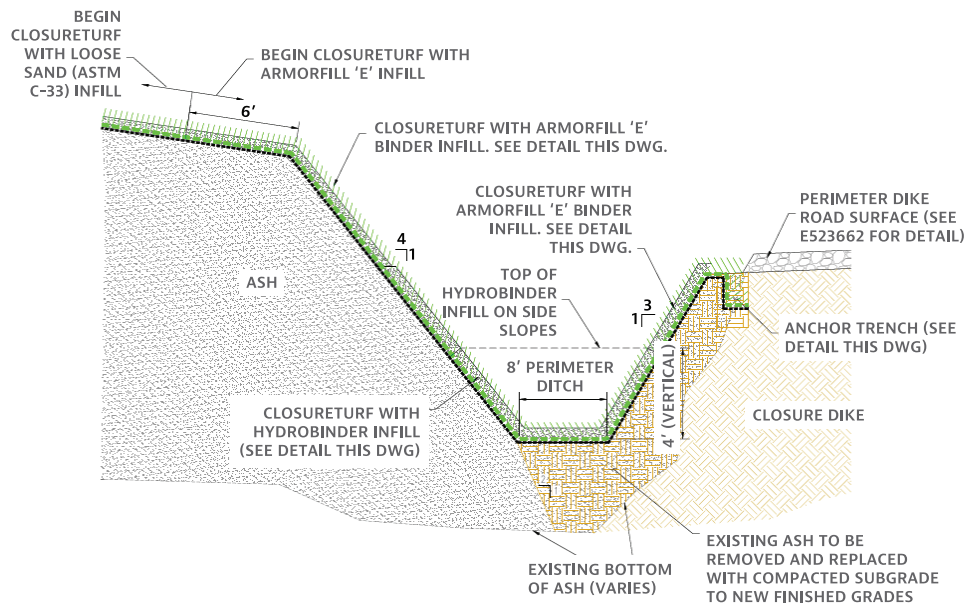 BEGIN
CLOSURETURF
WITH LOOSE
SAND (ASTM
C-33) INFILL
BEGIN CLOSURETURF WITH
ARMORFILL 'E' INFILL
6'
CLOSURETURF WITH ARMORFILL 'E'
BINDER INFILL. SEE DETAIL THIS DWG.
CLOSURETURF WITH
ARMORFILL 'E' BINDER
INFILL. SEE DETAIL
THIS DWG.
PERIMETER DIKE
ROAD SURFACE (SEE
E523662 FOR DETAIL)
4
1
ASH
TOP OF
HYDROBINDER
INFILL ON SIDE
SLOPES
3
1
ANCHOR TRENCH (SEE
DETAIL THIS DWG)
8' PERIMETER
DITCH
4' (VERTICAL)
CLOSURETURF WITH
HYDROBINDER INFILL
(SEE DETAIL THIS DWG)
CLOSURE DIKE
EXISTING BOTTOM
OF ASH (VARIES)
EXISTING ASH TO BE
REMOVED AND REPLACED
WITH COMPACTED SUBGRADE
TO NEW FINISHED GRADES